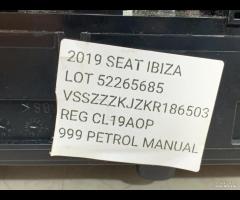 2019 SEAT IBIZA
LOT 52265685
VSSZZZKJZKR186503
REG CL19AOP
999 PETROL MANUAL